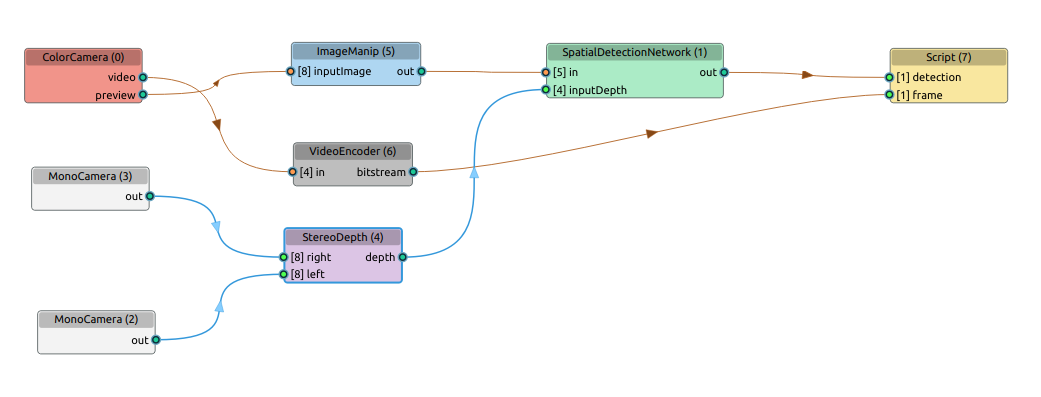 ColorCamera (0)
video
preview
ImageManip (5)
[8] inputImage out
SpatialDetectionNetwork (1)
[5] in out
[4] inputDepth
Script (7)
[1] detection
[1] frame
VideoEncoder (6)
[4] in bitstream
MonoCamera (3)
out
StereoDepth (4)
[8] right depth
[8] left
MonoCamera (2)
out